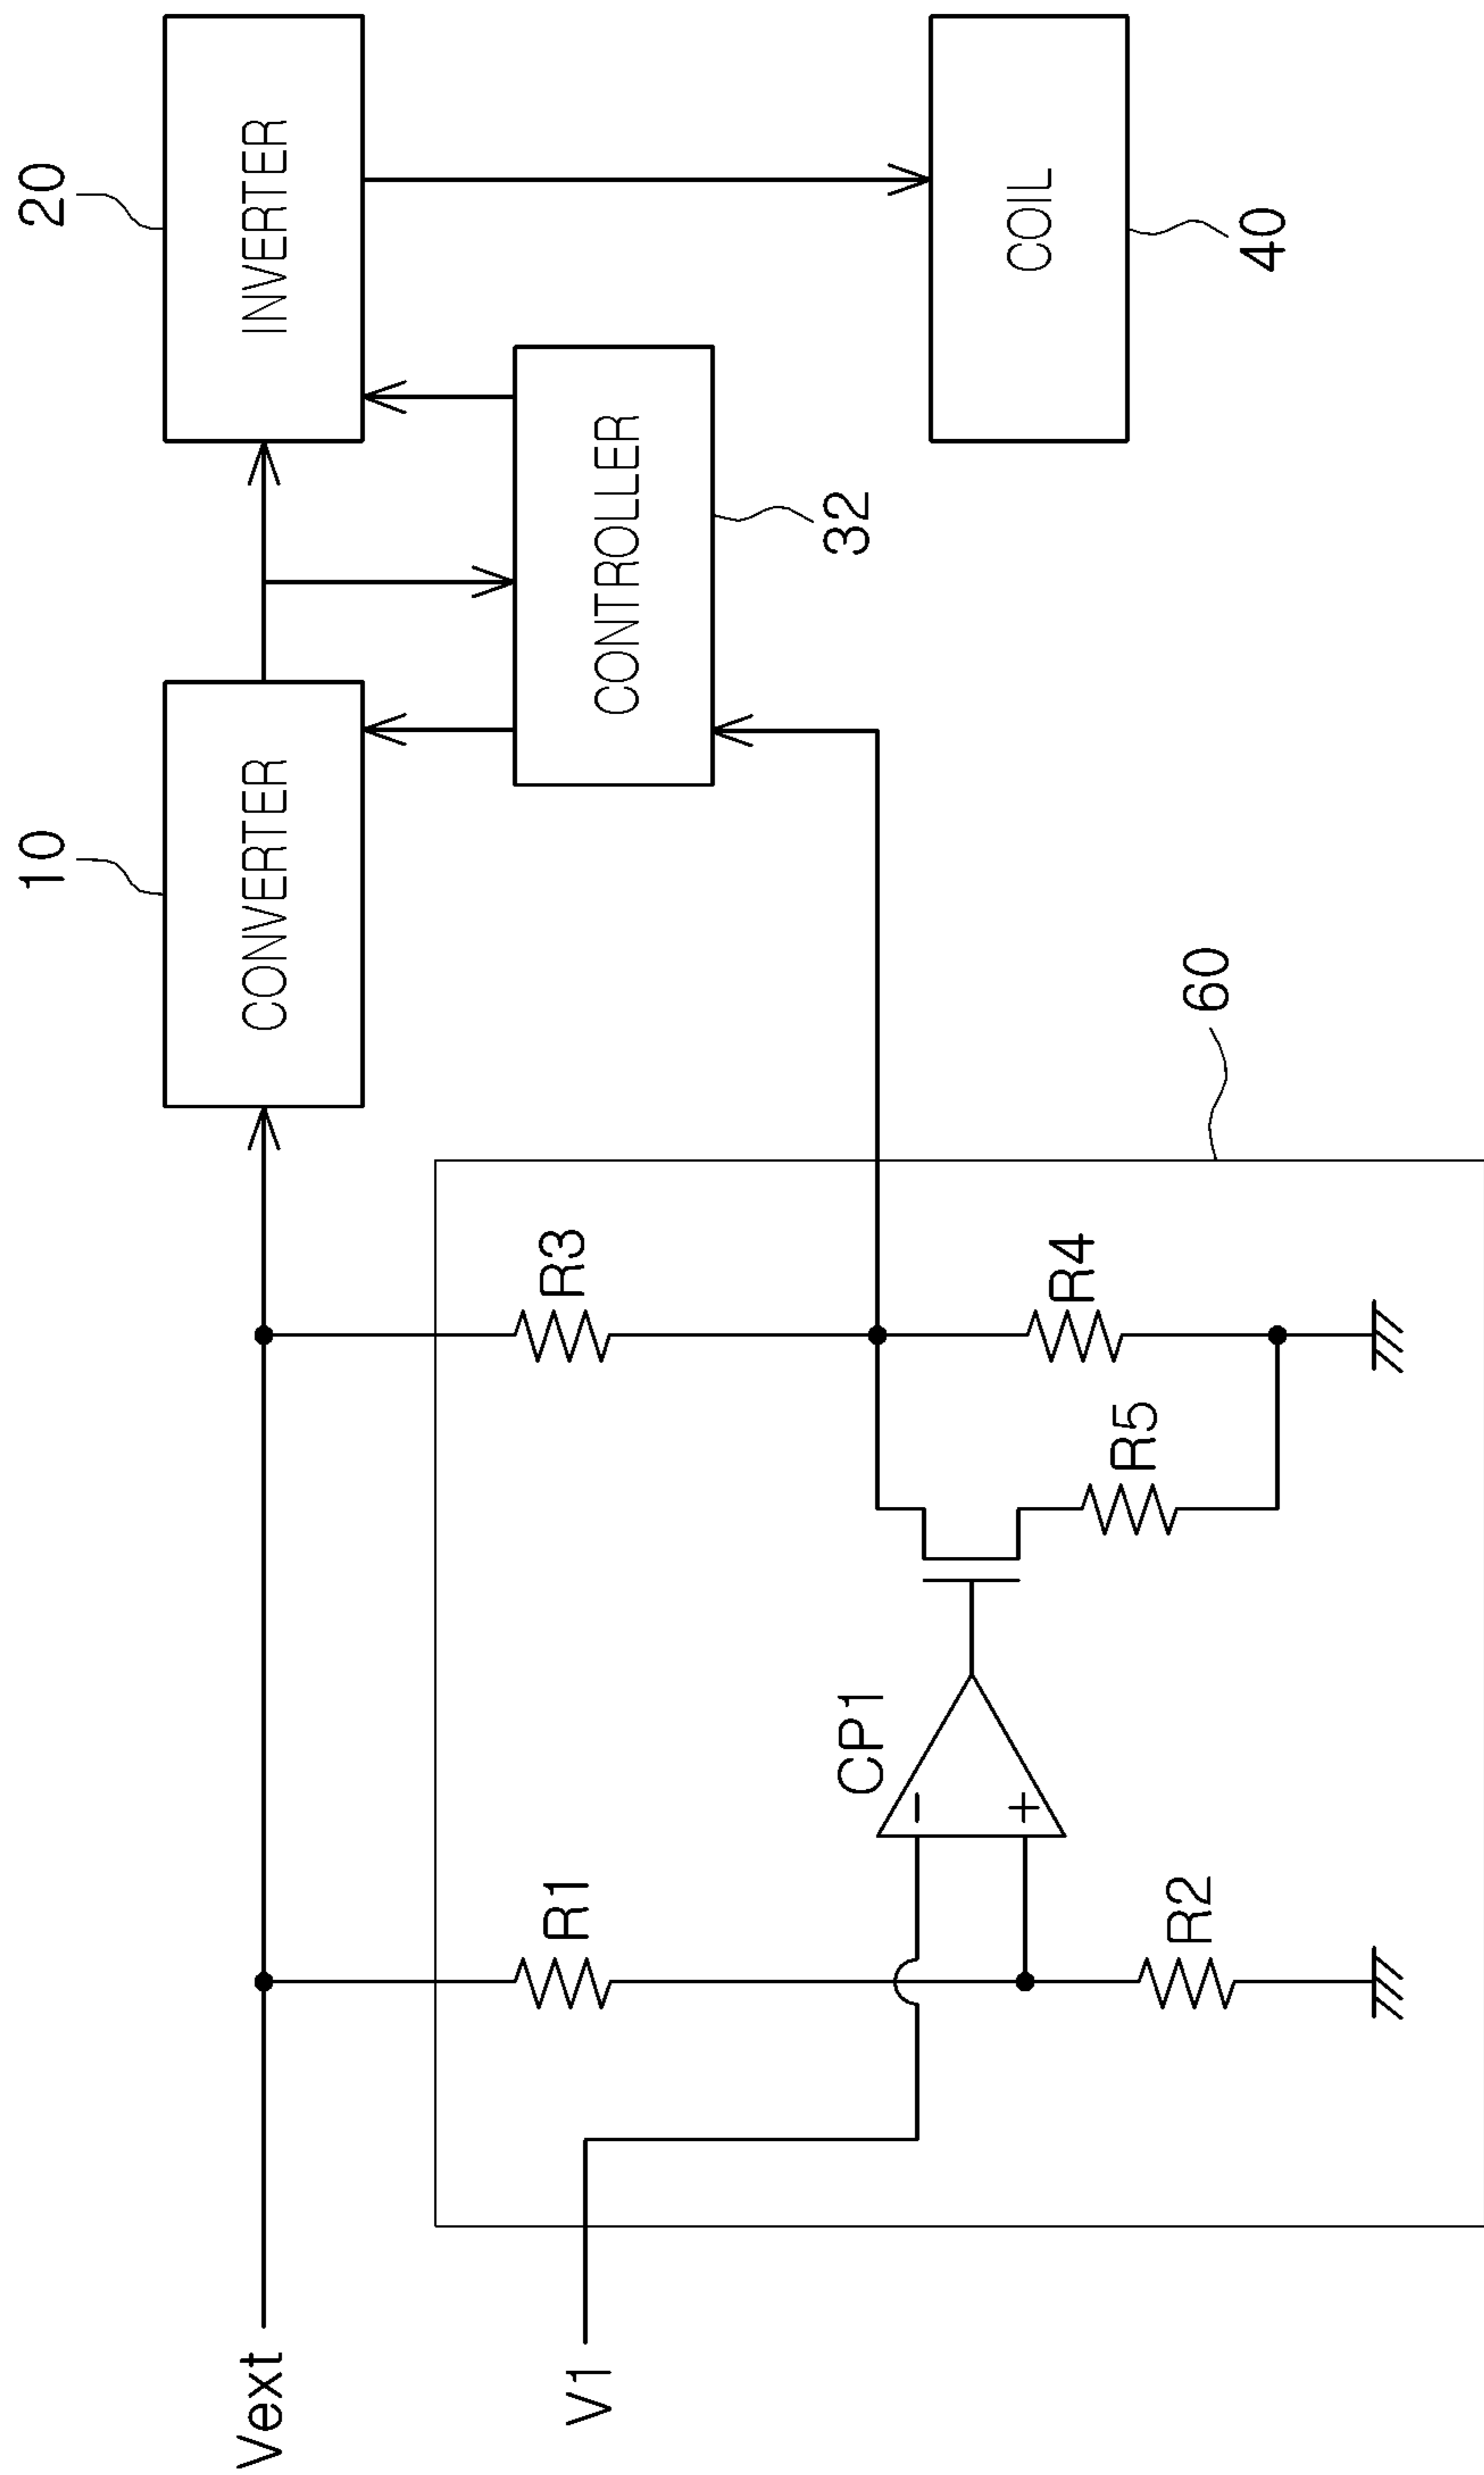 10
20
Vext
CONVERTER
INVERTER
V1
R1
R3
CONTROLLER
32
CP1
−
+
R4
R5
R2
COIL
40
60